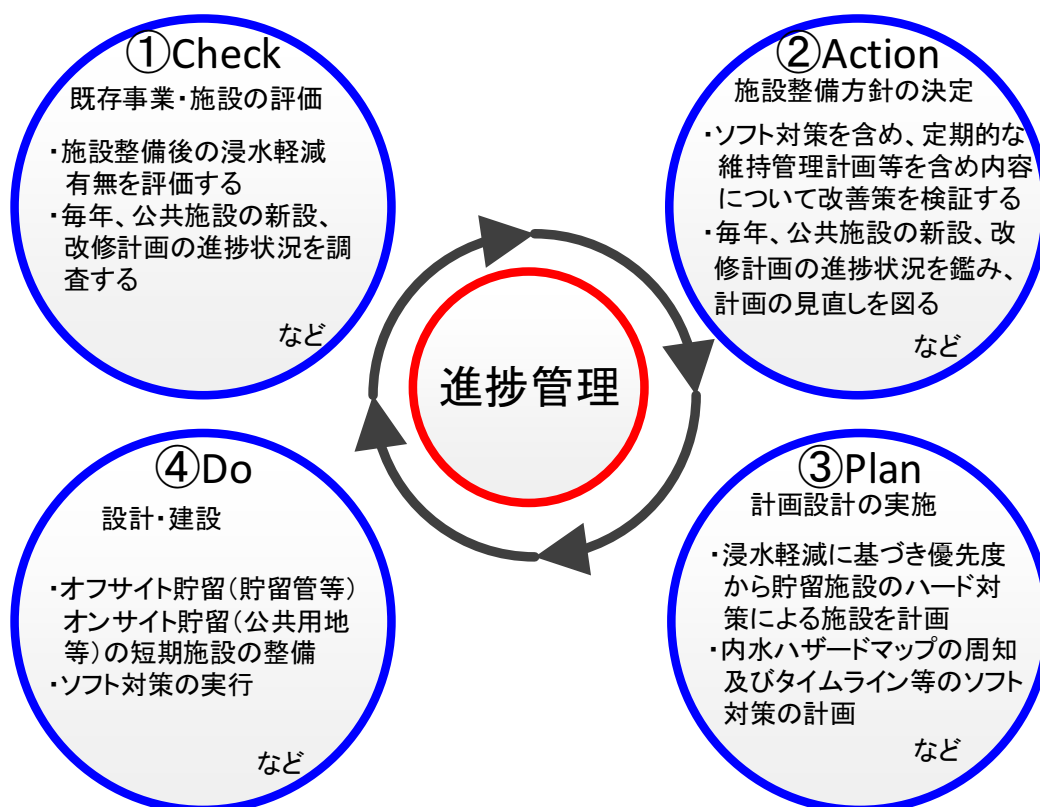 ①Check
既存事業・施設の評価
・施設整備後の浸水軽減
有無を評価する
・毎年、公共施設の新設、
改修計画の進捗状況を調
査する
など
②Action
施設整備方針の決定
・ソフト対策を含め、定期的な
維持管理計画等を含め内容
について改善策を検証する
・毎年、公共施設の新設、改
修計画の進捗状況を鑑み、
計画の見直しを図る
など
進捗管理
④Do
設計・建設
・オフサイト貯留(貯留管等)
オンサイト貯留(公共用地
等)の短期施設の整備
・ソフト対策の実行
など
③Plan
計画設計の実施
・浸水軽減に基づき優先度
から貯留施設のハード対
策による施設を計画
・内水ハザードマップの周知
及びタイムライン等のソフト
対策の計画
など